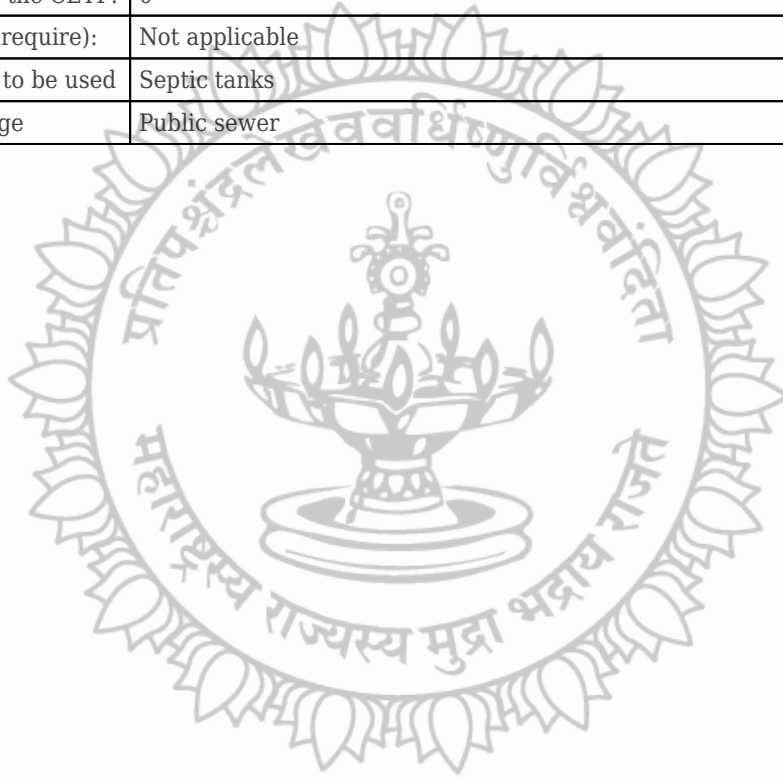 the CETP: 0
require): Not applicable
to be used Septic tanks
ge Public sewer
प्रतिपच्चंद्रलेखेव वर्धिष्णुर्विश्ववंदिता
महाराष्ट्रस्य राज्यस्य मुद्रा भद्राय राजते